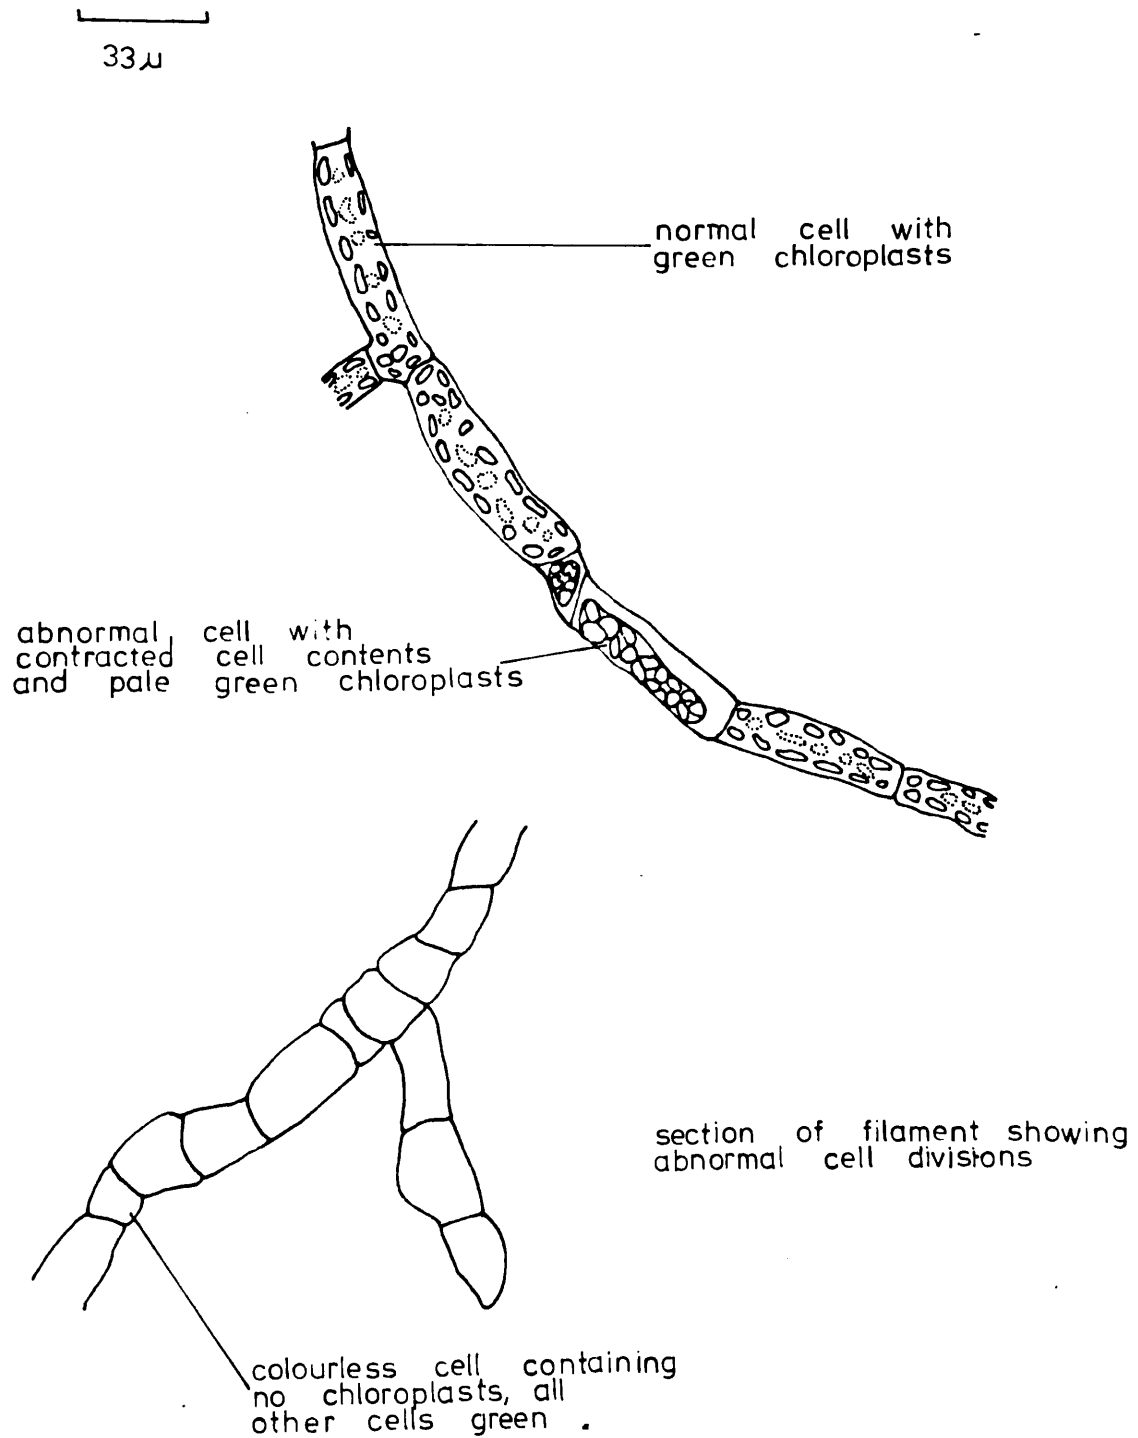 33µ
normal cell with
green chloroplasts
abnormal cell with
contracted cell contents
and pale green chloroplasts
section of filament showing
abnormal cell divisions
colourless cell containing
no chloroplasts, all
other cells green .